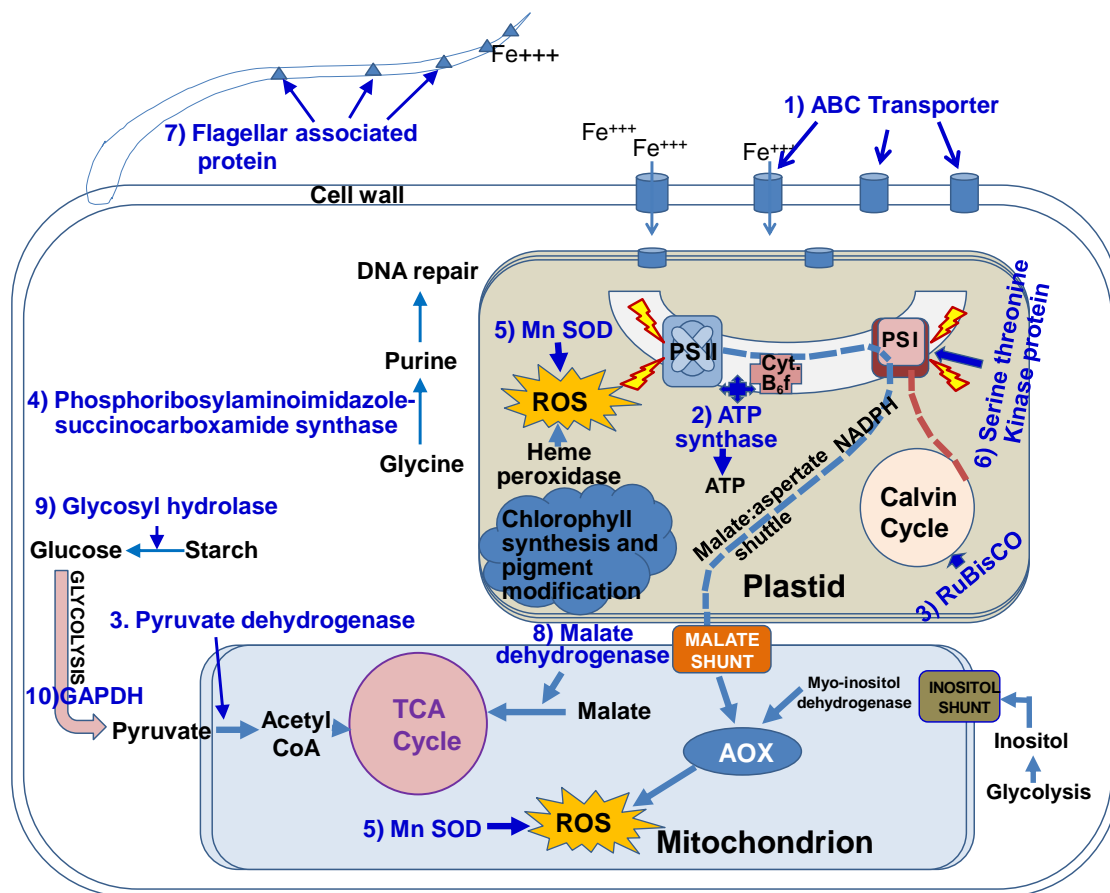 Fe+++
1) ABC Transporter
7) Flagellar associated
protein
Fe+++
Fe+++
Fe+++
Cell wall
DNA repair
Purine
Glycine
4) Phosphoribosylaminoimidazole-
succinocarboxamide synthase
5) Mn SOD
ROS
Heme
peroxidase
PS II
Cyt.
B6f
PS I
6) Serine threonine
Kinase protein
2) ATP
synthase
ATP
NADPH
Malate:aspertate
shuttle
Calvin
Cycle
3) RuBisCO
Chlorophyll
synthesis and
pigment
modification
Plastid
9) Glycosyl hydrolase
Glucose
Starch
GLYCOLYSIS
3. Pyruvate dehydrogenase
10)GAPDH
Pyruvate
Acetyl
CoA
TCA
Cycle
8) Malate
dehydrogenase
Malate
MALATE
SHUNT
Myo-inositol
dehydrogenase
INOSITOL
SHUNT
Inositol
Glycolysis
AOX
5) Mn SOD
ROS
Mitochondrion